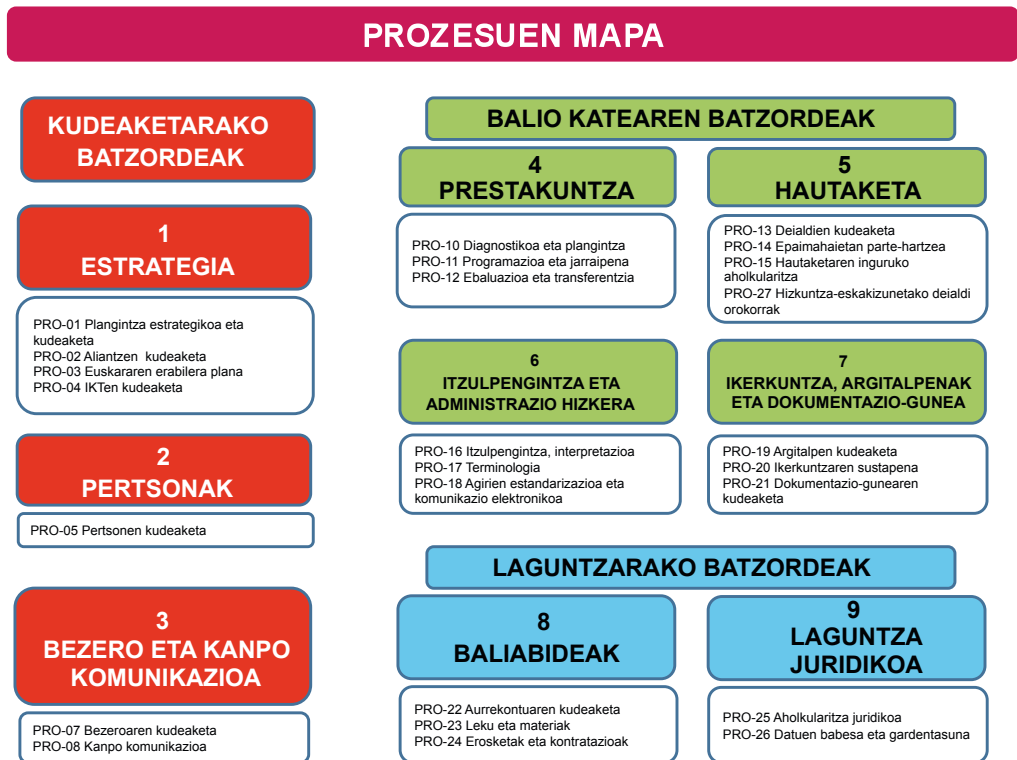 PROZESUEN MAPA
KUDEAKETARAKO
BATZORDEAK
1
ESTRATEGIA
PRO-01 Plangintza estrategikoa eta
kudeaketa
PRO-02 Aliantzen kudeaketa
PRO-03 Euskararen erabilera plana
PRO-04 IKTen kudeaketa
2
PERTSONAK
PRO-05 Pertsonen kudeaketa
3
BEZERO ETA KANPO
KOMUNIKAZIOA
PRO-07 Bezeroaren kudeaketa
PRO-08 Kanpo komunikazioa
BALIO KATEAREN BATZORDEAK
4
PRESTAKUNTZA
PRO-10 Diagnostikoa eta plangintza
PRO-11 Programazioa eta jarraipena
PRO-12 Ebaluazioa eta transferentzia
5
HAUTAKETA
PRO-13 Deialdien kudeaketa
PRO-14 Epaimahaietan parte-hartzea
PRO-15 Hautaketaren inguruko
aholkularitza
PRO-27 Hizkuntza-eskakizunetako deialdi
orokorrak
6
ITZULPENGINTZA ETA
ADMINISTRAZIO HIZKERA
PRO-16 Itzulpengintza, interpretazioa
PRO-17 Terminologia
PRO-18 Agirien estandarizazioa eta
komunikazio elektronikoa
7
IKERKUNTZA, ARGITALPENAK
ETA DOKUMENTAZIO-GUNEA
PRO-19 Argitalpen kudeaketa
PRO-20 Ikerkuntzaren sustapena
PRO-21 Dokumentazio-gunearen
kudeaketa
LAGUNTZARAKO BATZORDEAK
8
BALIABIDEAK
PRO-22 Aurrekontuaren kudeaketa
PRO-23 Leku eta materiak
PRO-24 Erosketak eta kontratazioak
9
LAGUNTZA
JURIDIKOA
PRO-25 Aholkularitza juridikoa
PRO-26 Datuen babesa eta gardentasuna